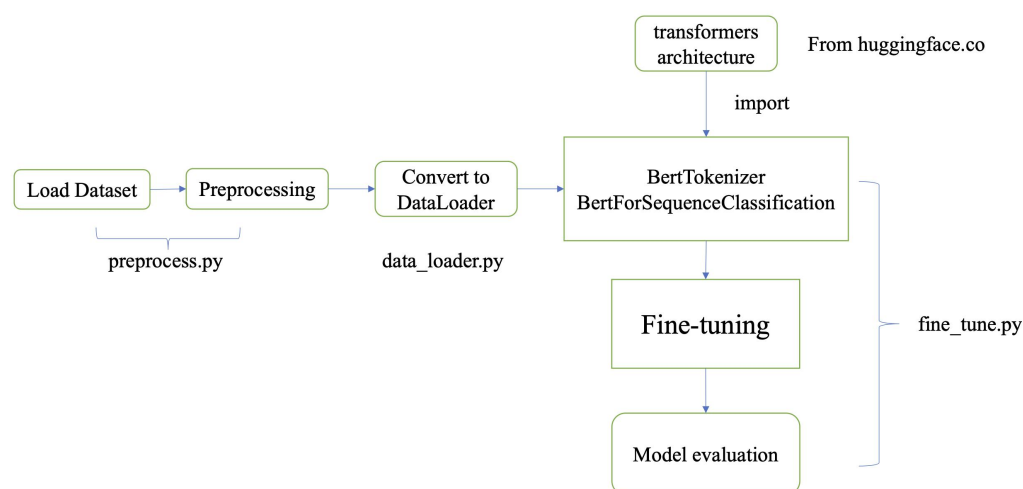 transformers
architecture
From huggingface.co
import
Load Dataset
Preprocessing
Convert to
DataLoader
BertTokenizer
BertForSequenceClassification
preprocess.py
data_loader.py
Fine-tuning
fine_tune.py
Model evaluation